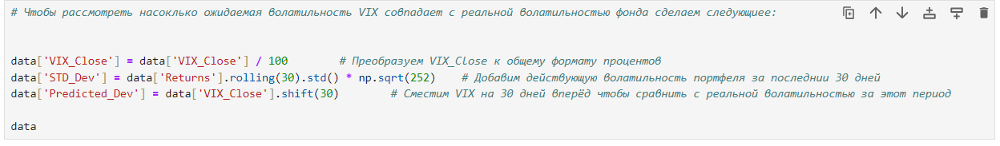 # Чтобы рассмотреть насоклько ожидаемая волатильность VIX совпадает с реальной волатильностью фонда сделаем следующиее:
data['VIX_Close'] = data['VIX_Close'] / 100        # Преобразуем VIX_Close к общему формату процентов
data['STD_Dev'] = data['Returns'].rolling(30).std() * np.sqrt(252)    # Добавим действующую волатильность портфеля за последнии 30 дней
data['Predicted_Dev'] = data['VIX_Close'].shift(30)        # Сместим VIX на 30 дней вперёд чтобы сравнить с реальной волатильностью за этот период
data